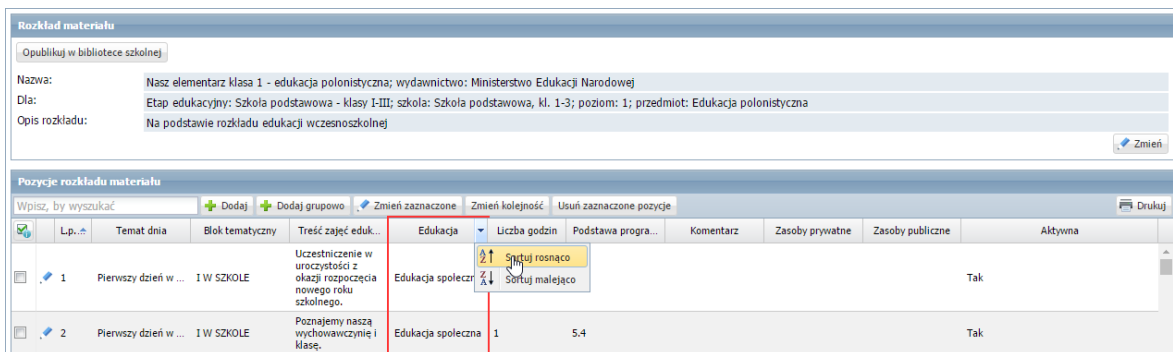 Rozkład materiału
Opublikuj w bibliotece szkolnej
Nazwa: Nasz elementarz klasa 1 - edukacja polonistyczna; wydawnictwo: Ministerstwo Edukacji Narodowej
Dla: Etap edukacyjny: Szkoła podstawowa - klasy I-III; szkoła: Szkoła podstawowa, kl. 1-3; poziom: 1; przedmiot: Edukacja polonistyczna
Opis rozkładu: Na podstawie rozkładu edukacji wczesnoszkolnej
Zmień
Pozycje rozkładu materiału
Wpisz, by wyszukać Dodaj Dodaj grupowo Zmień zaznaczone Zmień kolejność Usuń zaznaczone pozycje Drukuj
L.p. Temat dnia Blok tematyczny Treść zajęć eduk... Edukacja Liczba godzin Podstawa progra... Komentarz Zasoby prywatne Zasoby publiczne Aktywna
Sortuj rosnąco
Sortuj malejąco
Uczestniczenie w
uroczystości z
1 Pierwszy dzień w ... I W SZKOLE okazji rozpoczęcia Edukacja społeczn Tak
nowego roku
szkolnego.
Poznajemy naszą
2 Pierwszy dzień w ... I W SZKOLE wychowawczynię i Edukacja społeczna 1 5.4 Tak
klasę.